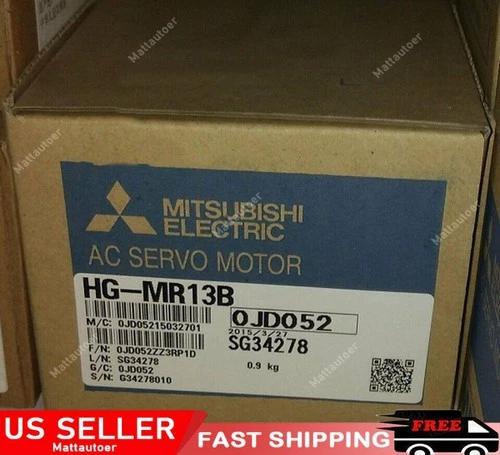 MITSUBISHI
ELECTRIC
AC SERVO MOTOR
HG-MR13B
0JD052
M/C: 0JD05215032701
2015/3/27
SG34278
F/N: 0JD052ZZ3RP1D
L/N: SG34278
0.9 kg
G/C: 0JD052
S/N: G34278010
US SELLER
Mattautoer
FAST SHIPPING
FREE
Mattautoer